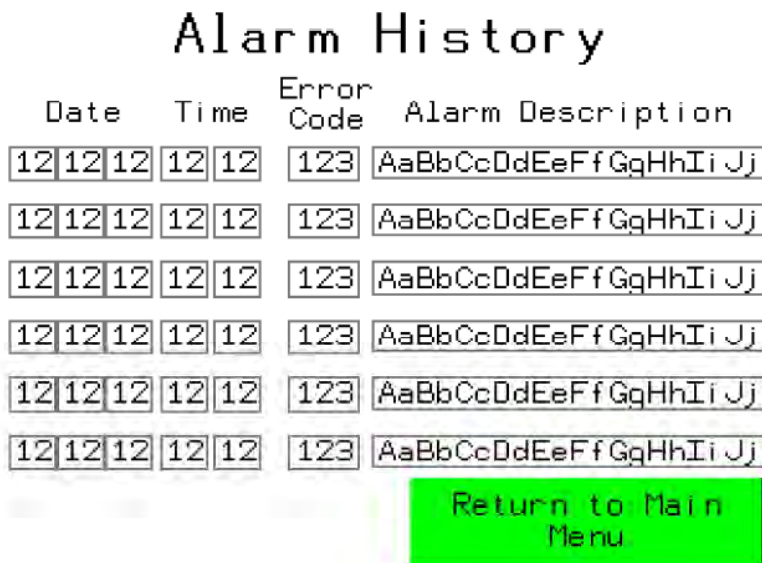 Alarm History
Date Time Error Code Alarm Description
12 12 12 12 12 123 AaBbCcDdEeFfGgHhIiJj
12 12 12 12 12 123 AaBbCcDdEeFfGgHhIiJj
12 12 12 12 12 123 AaBbCcDdEeFfGgHhIiJj
12 12 12 12 12 123 AaBbCcDdEeFfGgHhIiJj
12 12 12 12 12 123 AaBbCcDdEeFfGgHhIiJj
12 12 12 12 12 123 AaBbCcDdEeFfGgHhIiJj
Return to Main
Menu